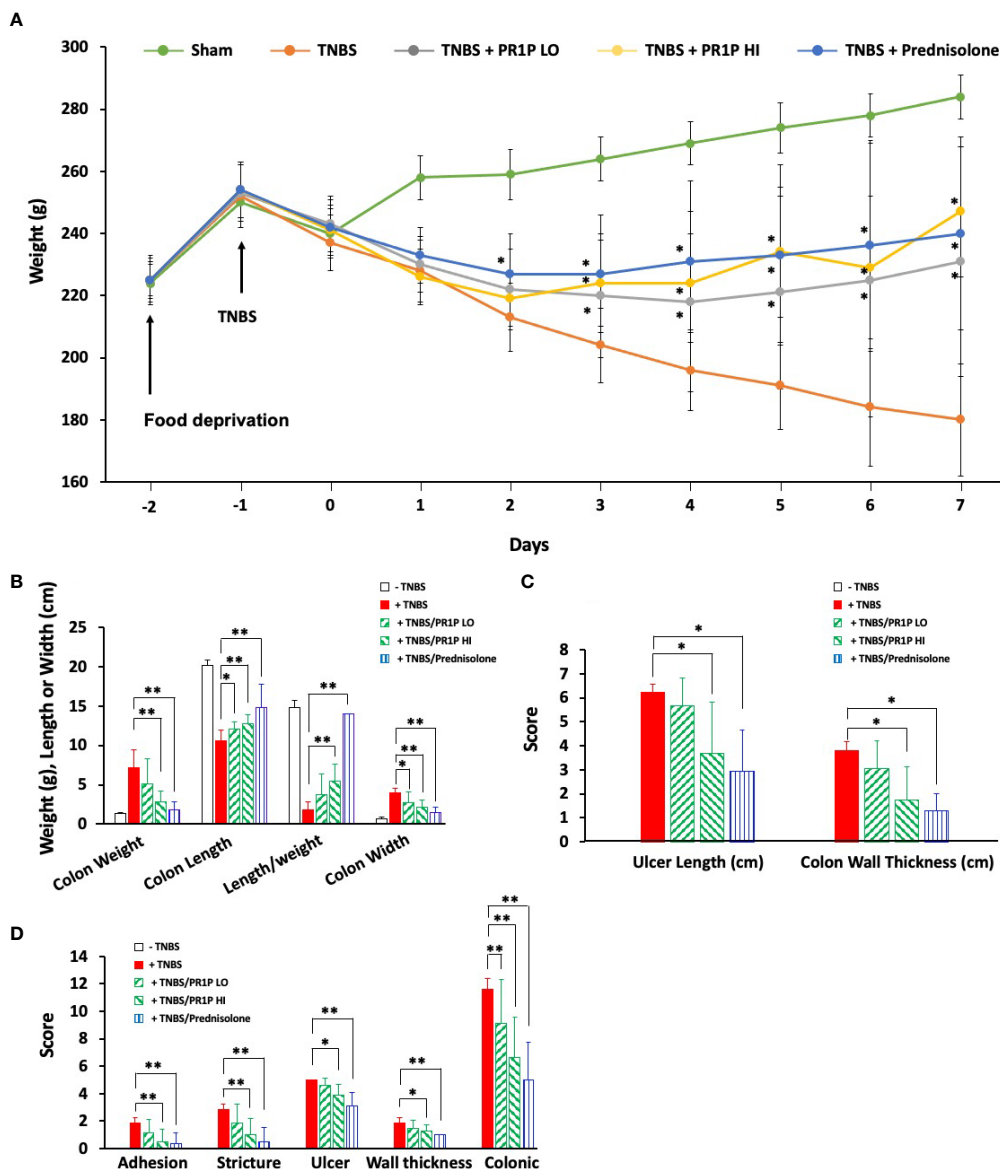 A
Sham TNBS TNBS + PR1P LO TNBS + PR1P HI TNBS + Prednisolone
300
280
260
240
220
200
180
160
Weight (g)
* * * * * *
* * * * *
* * * * *
TNBS
Food deprivation
-2 -1 0 1 2 3 4 5 6 7
Days
B
- TNBS
+ TNBS
+ TNBS/PR1P LO
+ TNBS/PR1P HI
+ TNBS/Prednisolone
Weight (g), Length or Width (cm)
25
20
15
10
5
0
**
**
**
**
*
**
**
**
**
*
Colon Weight Colon Length Length/weight Colon Width
C
- TNBS
+ TNBS
+ TNBS/PR1P LO
+ TNBS/PR1P HI
+ TNBS/Prednisolone
Score
8
7
6
5
4
3
2
1
0
*
*
*
*
Ulcer Length (cm) Colon Wall Thickness (cm)
D
- TNBS
+ TNBS
+ TNBS/PR1P LO
+ TNBS/PR1P HI
+ TNBS/Prednisolone
Score
14
12
10
8
6
4
2
0
**
**
**
**
**
*
**
*
**
**
**
Adhesion Stricture Ulcer Wall thickness Colonic